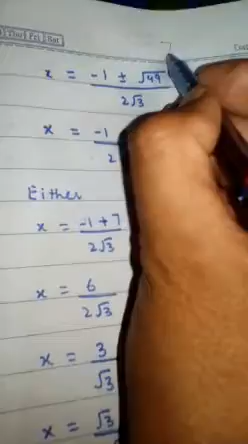 Thu Fri Sat
x = -1 ± √49 / 2√3
x = -1 / 2
Either
x = -1 + 7 / 2√3
x = 6 / 2√3
x = 3 / √3
x = √3